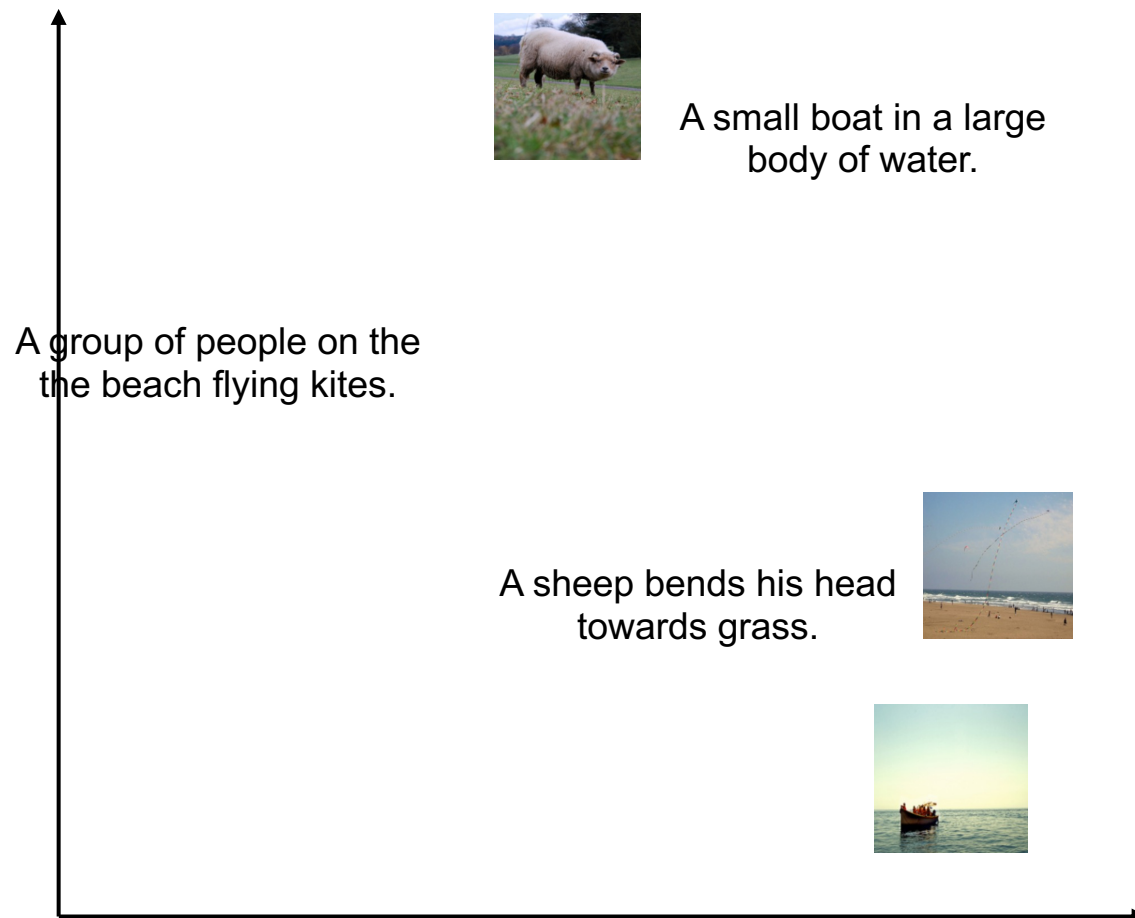 A small boat in a large
body of water.
A group of people on the
the beach flying kites.
A sheep bends his head
towards grass.